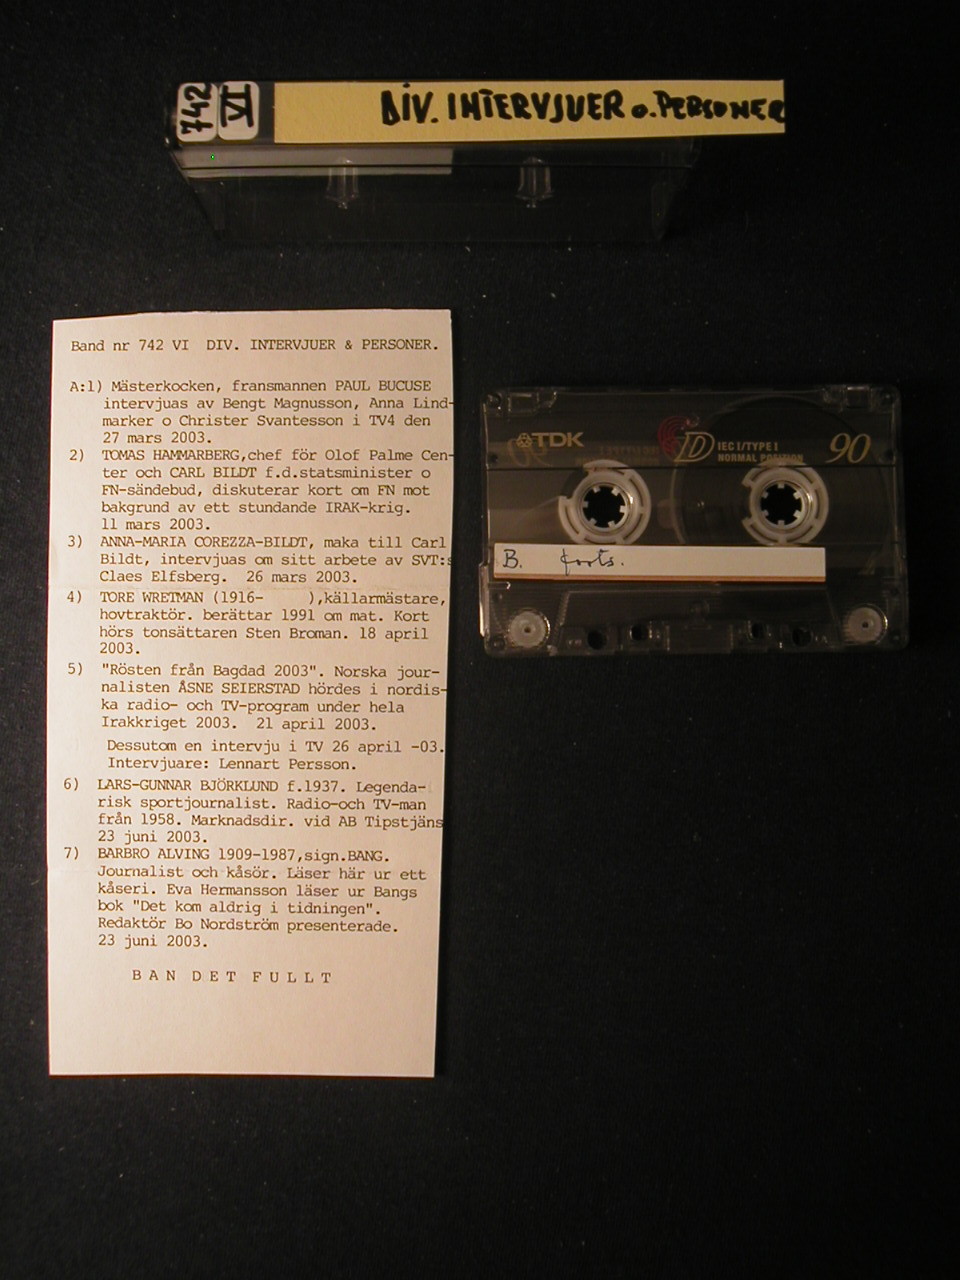 742
VI
DIV. INTERVJUER o. PERSONER
Band nr 742 VI DIV. INTERVJUER & PERSONER.
A:1) Mästerkocken, fransmannen PAUL BUCUSE
intervjuas av Bengt Magnusson, Anna Lind-
marker o Christer Svantesson i TV4 den
27 mars 2003.
2) TOMAS HAMMARBERG,chef för Olof Palme Cen-
ter och CARL BILDT f.d.statsminister o
FN-sändebud, diskuterar kort om FN mot
bakgrund av ett stundande IRAK-krig.
11 mars 2003.
3) ANNA-MARIA COREZZA-BILDT, maka till Carl
Bildt, intervjuas om sitt arbete av SVT:s
Claes Elfsberg. 26 mars 2003.
4) TORE WRETMAN (1916- ),källarmästare,
hovtraktör. berättar 1991 om mat. Kort
hörs tonsättaren Sten Broman. 18 april
2003.
5) "Rösten från Bagdad 2003". Norska jour-
nalisten ÅSNE SEIERSTAD hördes i nordis-
ka radio- och TV-program under hela
Irakkriget 2003. 21 april 2003.
Dessutom en intervju i TV 26 april -03.
Intervjuare: Lennart Persson.
6) LARS-GUNNAR BJÖRKLUND f.1937. Legenda-
risk sportjournalist. Radio-och TV-man
från 1958. Marknadsdir. vid AB Tipstjäns
23 juni 2003.
7) BARBRO ALVING 1909-1987,sign.BANG.
Journalist och kåsör. Läser här ur ett
kåseri. Eva Hermansson läser ur Bangs
bok "Det kom aldrig i tidningen".
Redaktör Bo Nordström presenterade.
23 juni 2003.
B A N D E T F U L L T
TDK
D IEC I/TYPE I
NORMAL POSITION
90
B. forts.